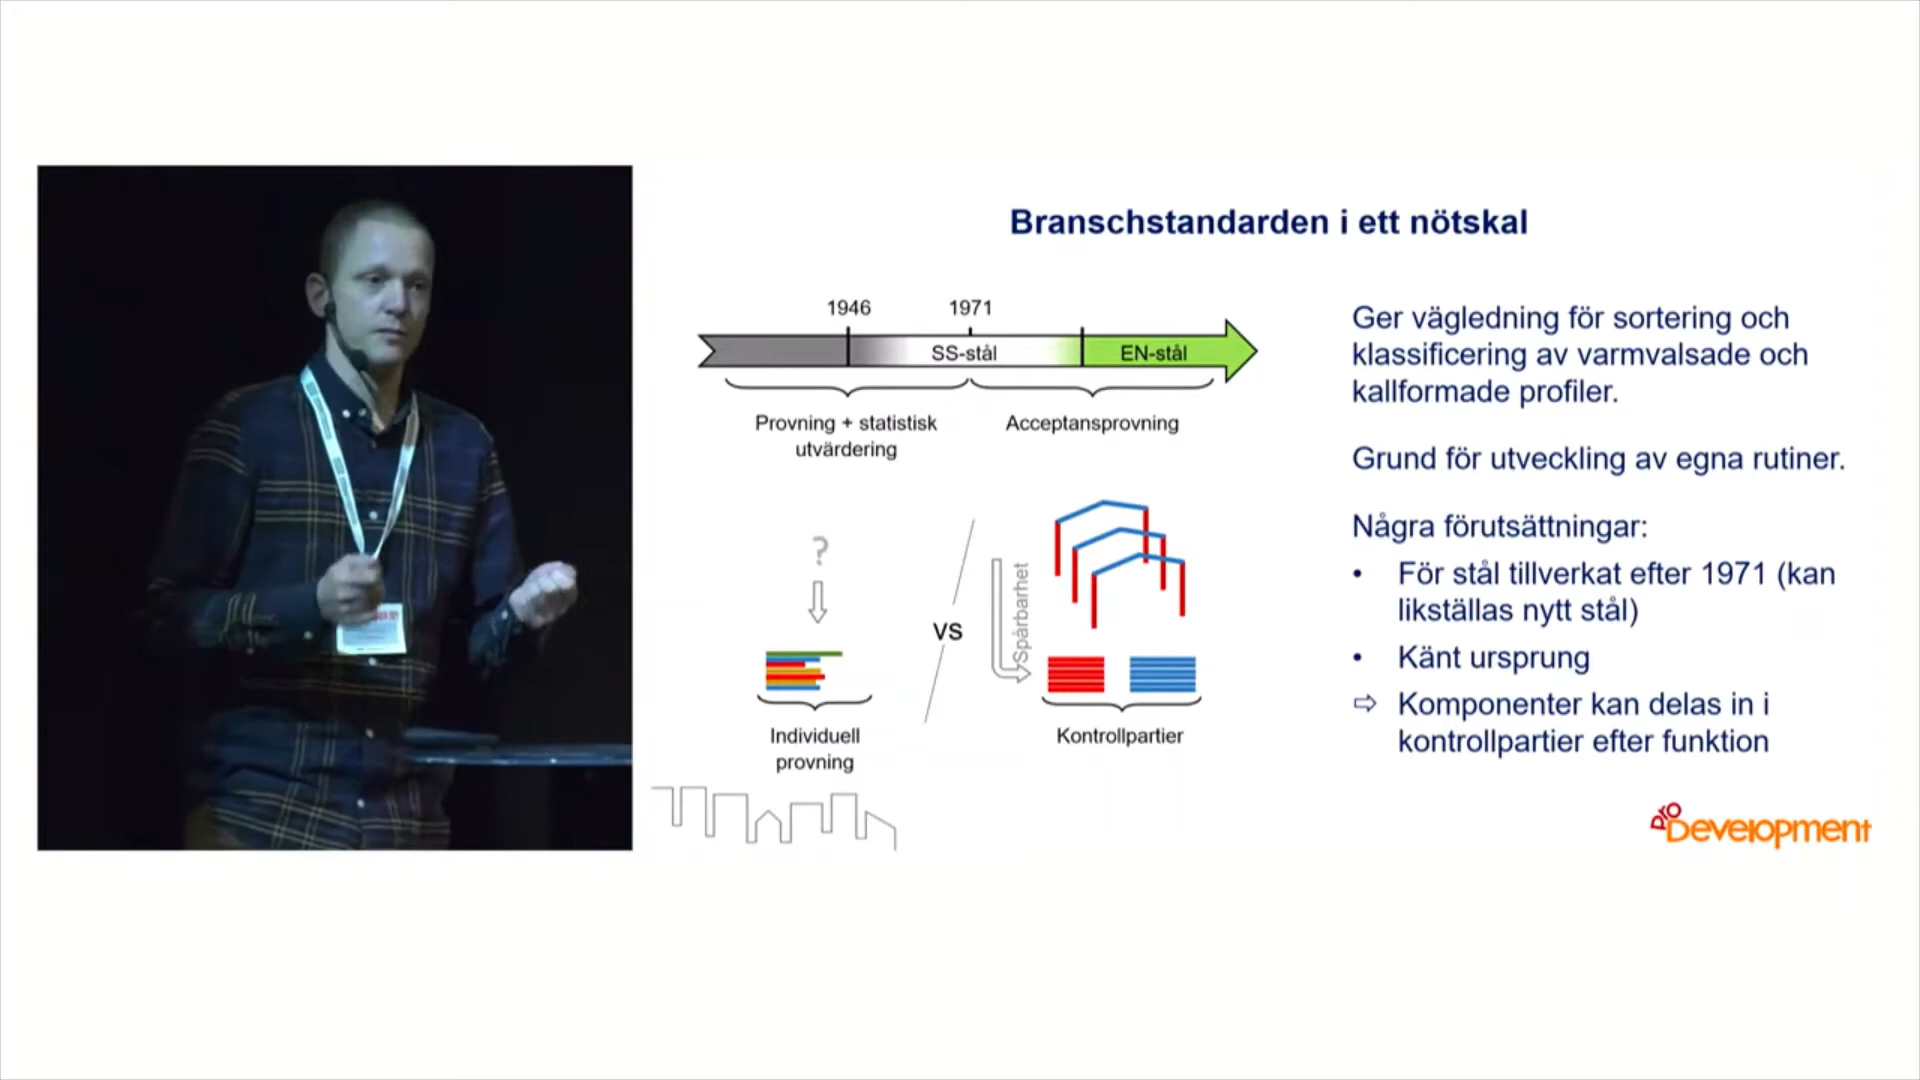 Branschstandarden i ett nötskal
1946
1971
SS-stål
EN-stål
Provning + statistisk
utvärdering
Acceptansprovning
?
vs
Spårbarhet
Individuell
provning
Kontrollpartier
Ger vägledning för sortering och
klassificering av varmvalsade och
kallformade profiler.
Grund för utveckling av egna rutiner.
Några förutsättningar:
• För stål tillverkat efter 1971 (kan
likställas nytt stål)
• Känt ursprung
⇨ Komponenter kan delas in i
kontrollpartier efter funktion
pro
Development